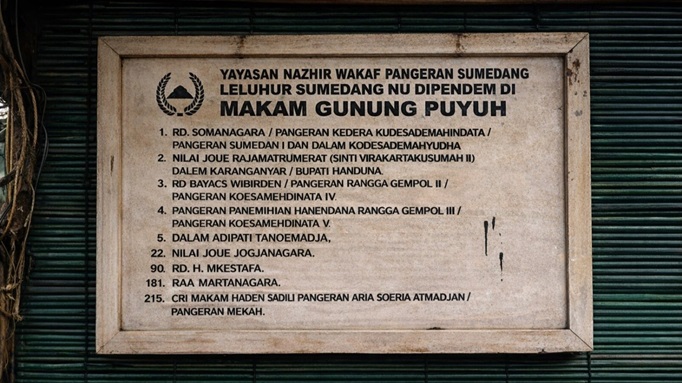 YAYASAN NAZHIR WAKAF PANGERAN SUMEDANG
LELUHUR SUMEDANG NU DIPENDEM DI
MAKAM GUNUNG PUYUH
1. RD. SOMANAGARA / PANGERAN KEDERA KUDESADEMAHINDATA /
PANGERAN SUMEDAN I DAN DALAM KODESADEMAHYUDHA
2. NILAI JOUE RAJAMATRUMERAT (SINTI VIRAKARTAKUSUMAH II)
DALEM KARANGANYAR / BUPATI HANDUNA.
3. RD BAYACS WIBIRDEN / PANGERAN RANGGA GEMPOL II /
PANGERAN KOESAMEHDINATA IV.
4. PANGERAN PANEMIHIAN HANENDANA RANGGA GEMPOL III /
PANGERAN KOESAMEHDINATA V.
5. DALAM ADIPATI TANOEMADJA,
22. NILAI JOUE JOGJANAGARA.
90. RD. H. MKESTAFA.
181. RAA MARTANAGARA.
215. CRI MAKAM HADEN SADILI PANGERAN ARIA SOERIA ATMADJAN /
PANGERAN MEKAH.